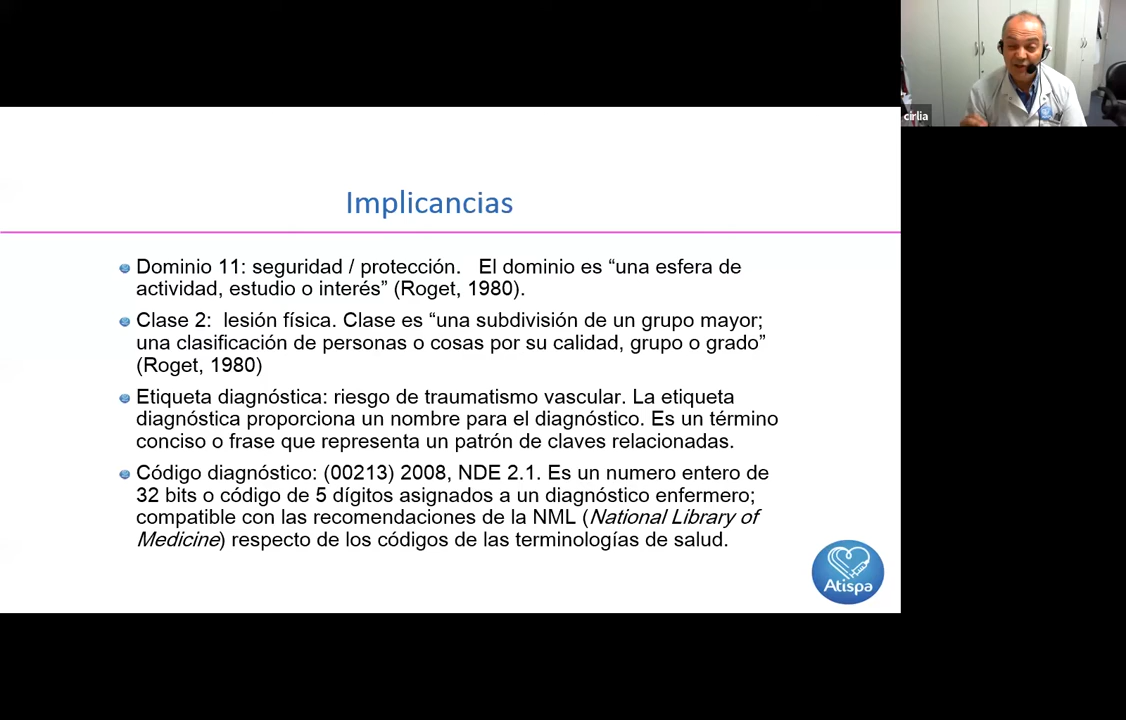 círlia
Implicancias
Dominio 11: seguridad / protección. El dominio es “una esfera de
actividad, estudio o interés” (Roget, 1980).
Clase 2: lesión física. Clase es “una subdivisión de un grupo mayor;
una clasificación de personas o cosas por su calidad, grupo o grado”
(Roget, 1980)
Etiqueta diagnóstica: riesgo de traumatismo vascular. La etiqueta
diagnóstica proporciona un nombre para el diagnóstico. Es un término
conciso o frase que representa un patrón de claves relacionadas.
Código diagnóstico: (00213) 2008, NDE 2.1. Es un numero entero de
32 bits o código de 5 dígitos asignados a un diagnóstico enfermero;
compatible con las recomendaciones de la NML (National Library of
Medicine) respecto de los códigos de las terminologías de salud.
Atispa